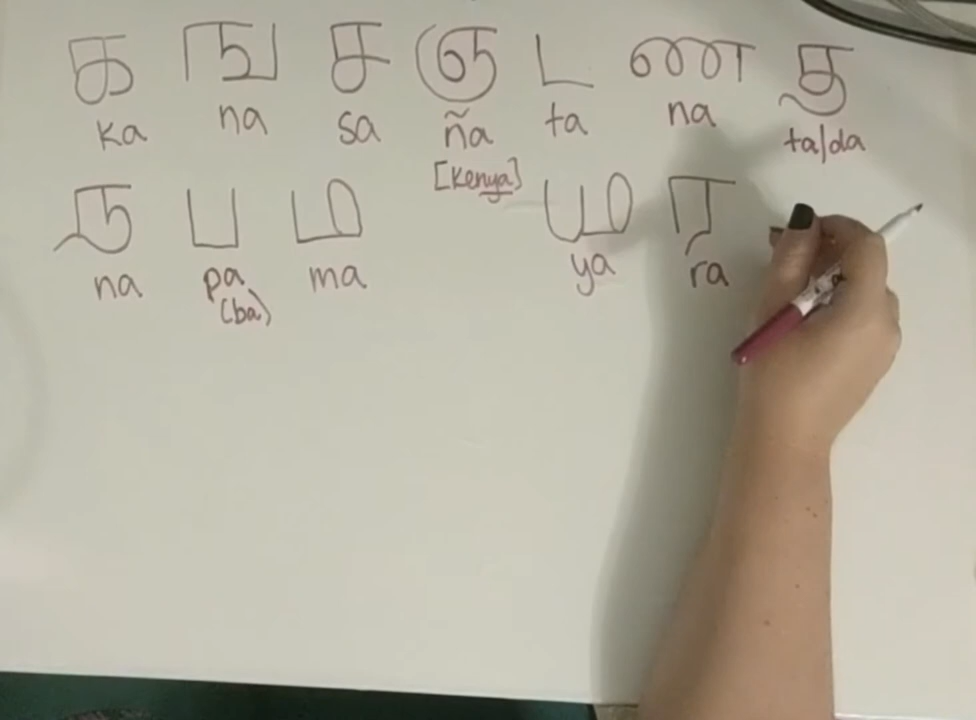 க ங ச ஞ ட ண த
ka na sa ña ta na ta/da
[Kenya]
ந ப ம ய ர
na pa ma ya ra
(ba)